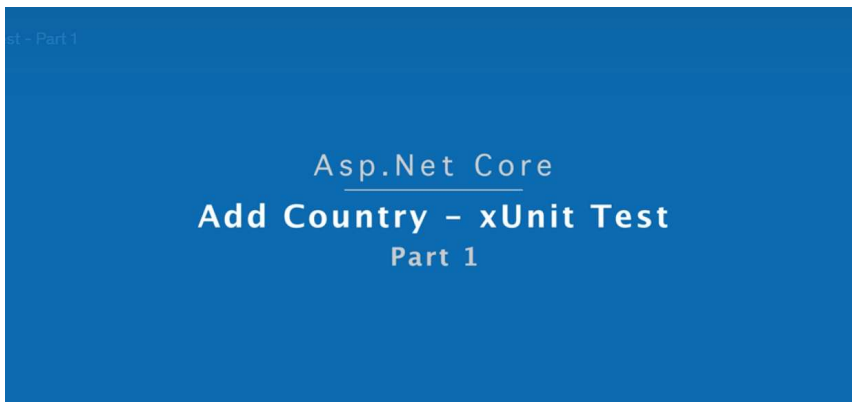 st - Part 1
Asp.Net Core
Add Country – xUnit Test
Part 1